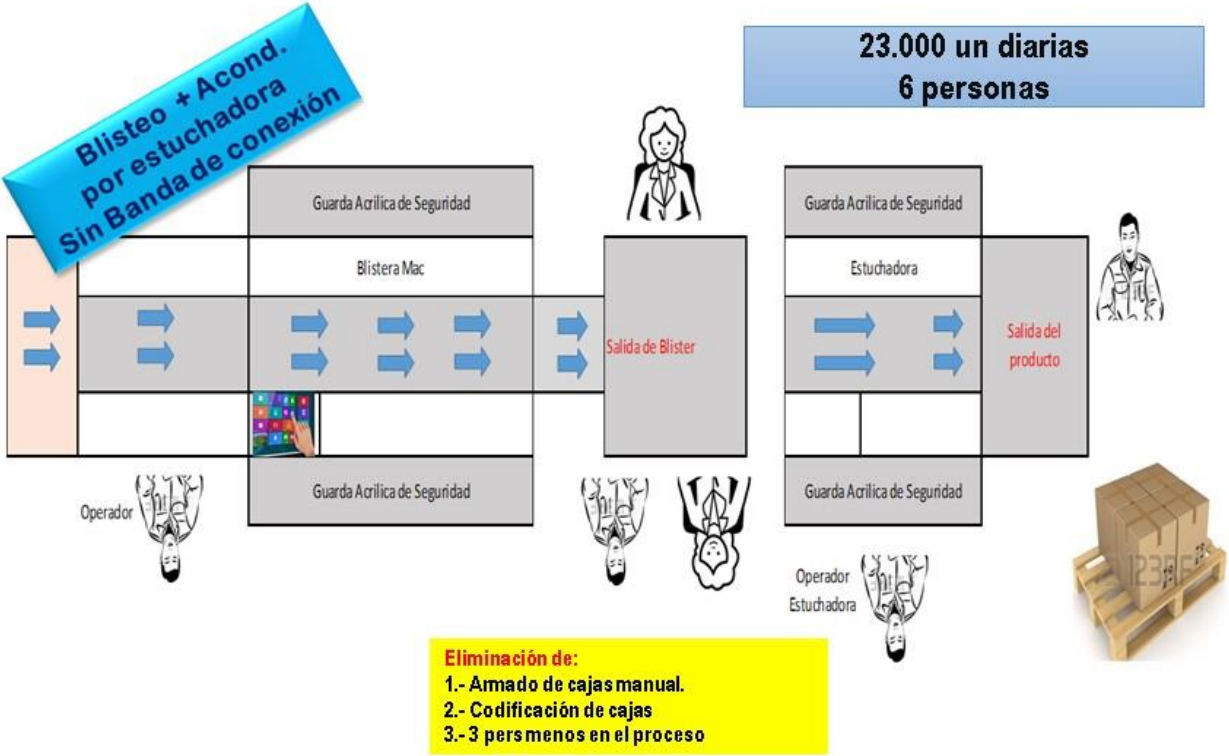 Blisteo + Acond.
por estuchadora
Sin Banda de conexión
23.000 un diarias
6 personas
Guarda Acrilica de Seguridad
Guarda Acrilica de Seguridad
Blistera Mac
Estuchadora
Salida de Blister
Salida del
producto
Operador
Guarda Acrilica de Seguridad
Guarda Acrilica de Seguridad
Operador
Estuchadora
Eliminación de:
1.- Armado de cajas manual.
2.- Codificación de cajas
3.- 3 pers menos en el proceso